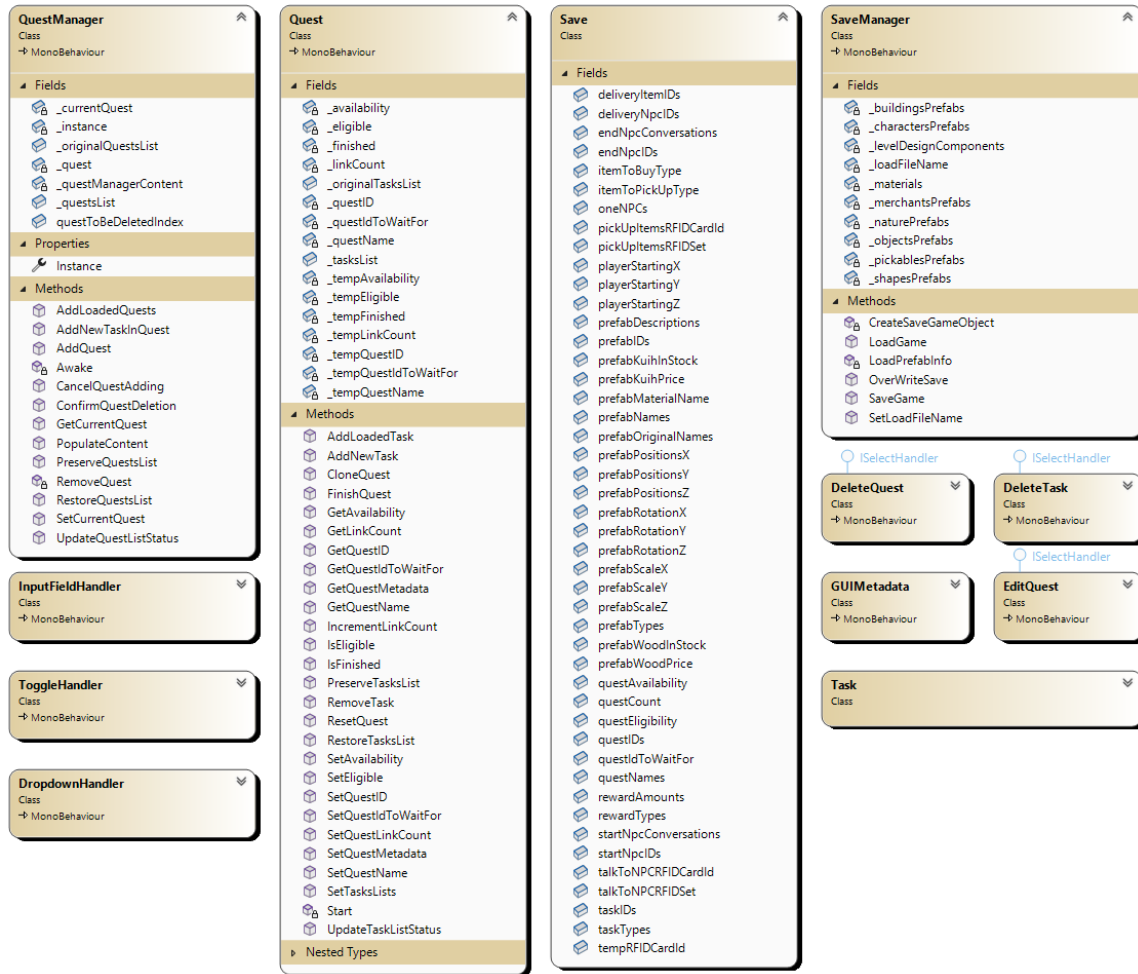 QuestManager
Class
MonoBehaviour
Fields
_currentQuest
_instance
_originalQuestsList
_quest
_questManagerContent
_questsList
questToBeDeletedIndex
Properties
Instance
Methods
AddLoadedQuests
AddNewTaskInQuest
AddQuest
Awake
CancelQuestAdding
ConfirmQuestDeletion
GetCurrentQuest
PopulateContent
PreserveQuestsList
RemoveQuest
RestoreQuestsList
SetCurrentQuest
UpdateQuestListStatus
InputFieldHandler
Class
MonoBehaviour
ToggleHandler
Class
MonoBehaviour
DropdownHandler
Class
MonoBehaviour
Quest
Class
MonoBehaviour
Fields
_availability
_eligible
_finished
_linkCount
_originalTasksList
_questID
_questIdToWaitFor
_questName
_tasksList
_tempAvailability
_tempEligible
_tempFinished
_tempLinkCount
_tempQuestID
_tempQuestIdToWaitFor
_tempQuestName
Methods
AddLoadedTask
AddNewTask
CloneQuest
FinishQuest
GetAvailability
GetLinkCount
GetQuestID
GetQuestIdToWaitFor
GetQuestMetadata
GetQuestName
IncrementLinkCount
IsEligible
IsFinished
PreserveTasksList
RemoveTask
ResetQuest
RestoreTasksList
SetAvailability
SetEligible
SetQuestID
SetQuestIdToWaitFor
SetQuestLinkCount
SetQuestMetadata
SetQuestName
SetTasksLists
Start
UpdateTaskListStatus
Nested Types
Save
Class
Fields
deliveryItemIDs
deliveryNpcIDs
endNpcConversations
endNpcIDs
itemToBuyType
itemToPickUpType
oneNPCs
pickUpItemsRFIDCardId
pickUpItemsRFIDSet
playerStartingX
playerStartingY
playerStartingZ
prefabDescriptions
prefabIDs
prefabKuihInStock
prefabKuihPrice
prefabMaterialName
prefabNames
prefabOriginalNames
prefabPositionsX
prefabPositionsY
prefabPositionsZ
prefabRotationX
prefabRotationY
prefabRotationZ
prefabScaleX
prefabScaleY
prefabScaleZ
prefabTypes
prefabWoodInStock
prefabWoodPrice
questAvailability
questCount
questEligibility
questIDs
questIdToWaitFor
questNames
rewardAmounts
rewardTypes
startNpcConversations
startNpcIDs
talkToNPCRFIDCardId
talkToNPCRFIDSet
taskIDs
taskTypes
tempRFIDCardId
SaveManager
Class
MonoBehaviour
Fields
_buildingsPrefabs
_charactersPrefabs
_levelDesignComponents
_loadFileName
_materials
_merchantsPrefabs
_naturePrefabs
_objectsPrefabs
_pickablesPrefabs
_shapesPrefabs
Methods
CreateSaveGameObject
LoadGame
LoadPrefabInfo
OverWriteSave
SaveGame
SetLoadFileName
ISelectHandler
DeleteQuest
Class
MonoBehaviour
ISelectHandler
DeleteTask
Class
MonoBehaviour
GUIMetadata
Class
MonoBehaviour
ISelectHandler
EditQuest
Class
MonoBehaviour
Task
Class